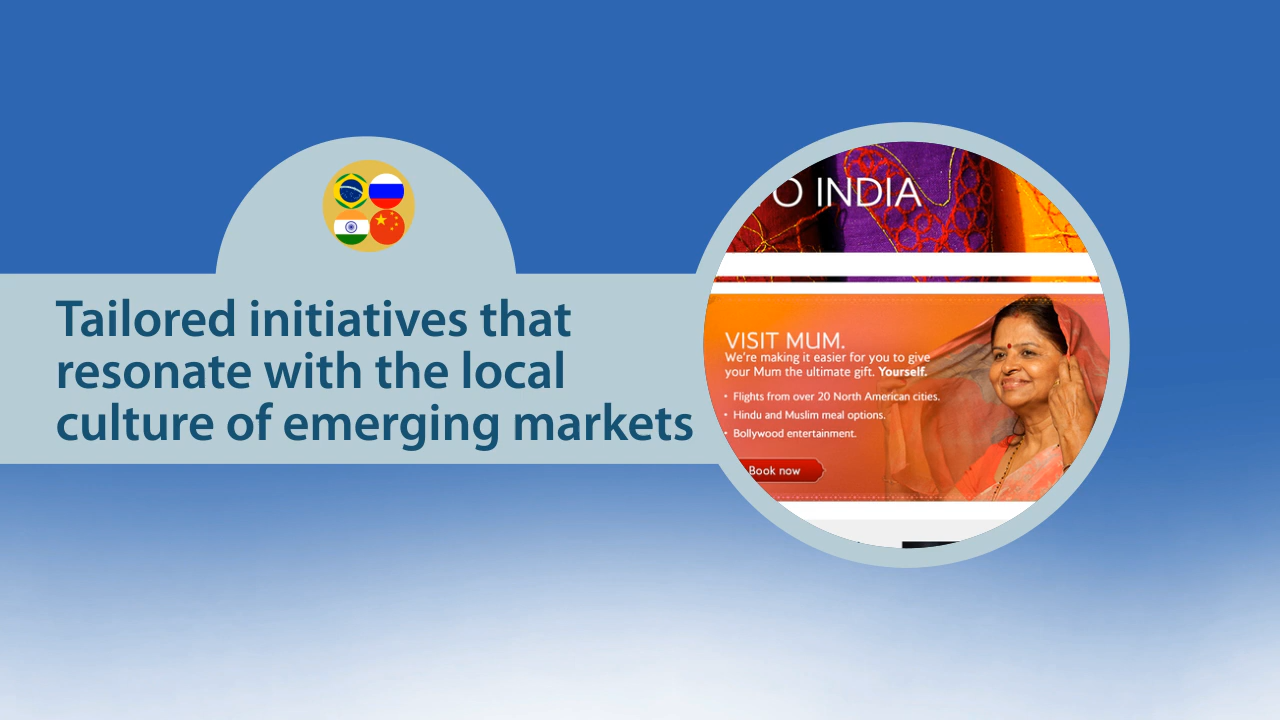 Tailored initiatives that
resonate with the local
culture of emerging markets
O INDIA
VISIT MUM.
We're making it easier for you to give
your Mum the ultimate gift. Yourself.
• Flights from over 20 North American cities.
• Hindu and Muslim meal options.
• Bollywood entertainment.
Book now